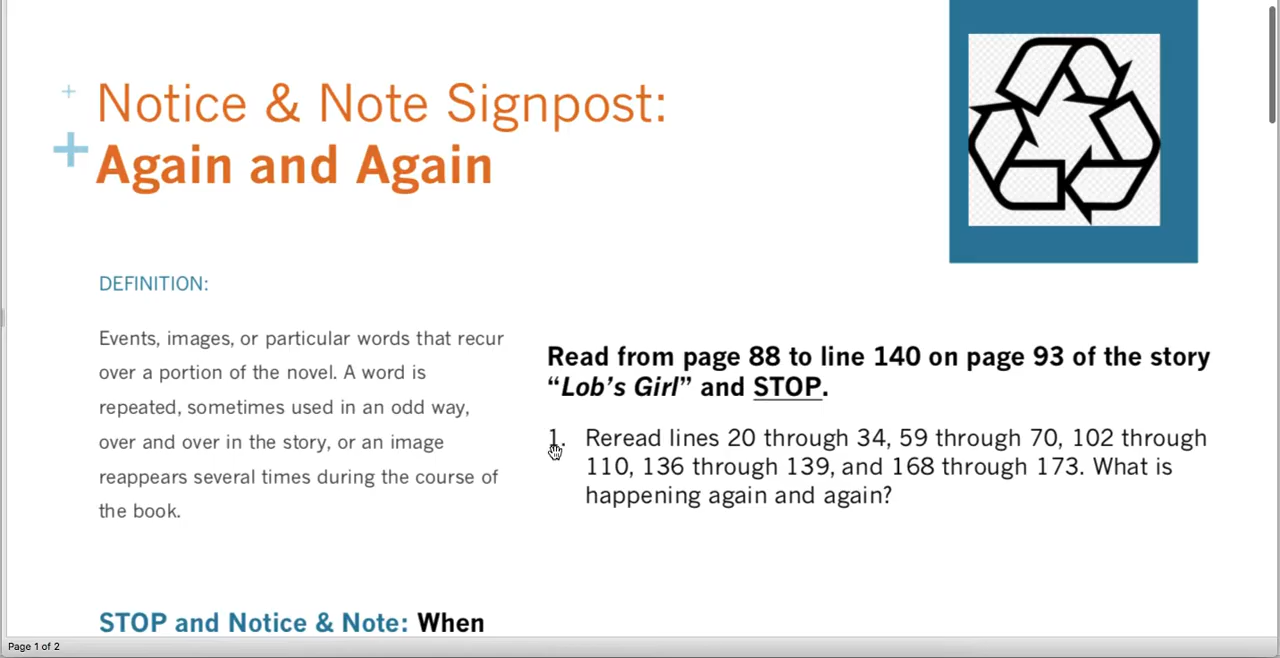 Notice & Note Signpost:
Again and Again
DEFINITION:
Events, images, or particular words that recur
over a portion of the novel. A word is
repeated, sometimes used in an odd way,
over and over in the story, or an image
reappears several times during the course of
the book.
STOP and Notice & Note: When
Read from page 88 to line 140 on page 93 of the story
“Lob’s Girl” and STOP.
1. Reread lines 20 through 34, 59 through 70, 102 through
110, 136 through 139, and 168 through 173. What is
happening again and again?
Page 1 of 2